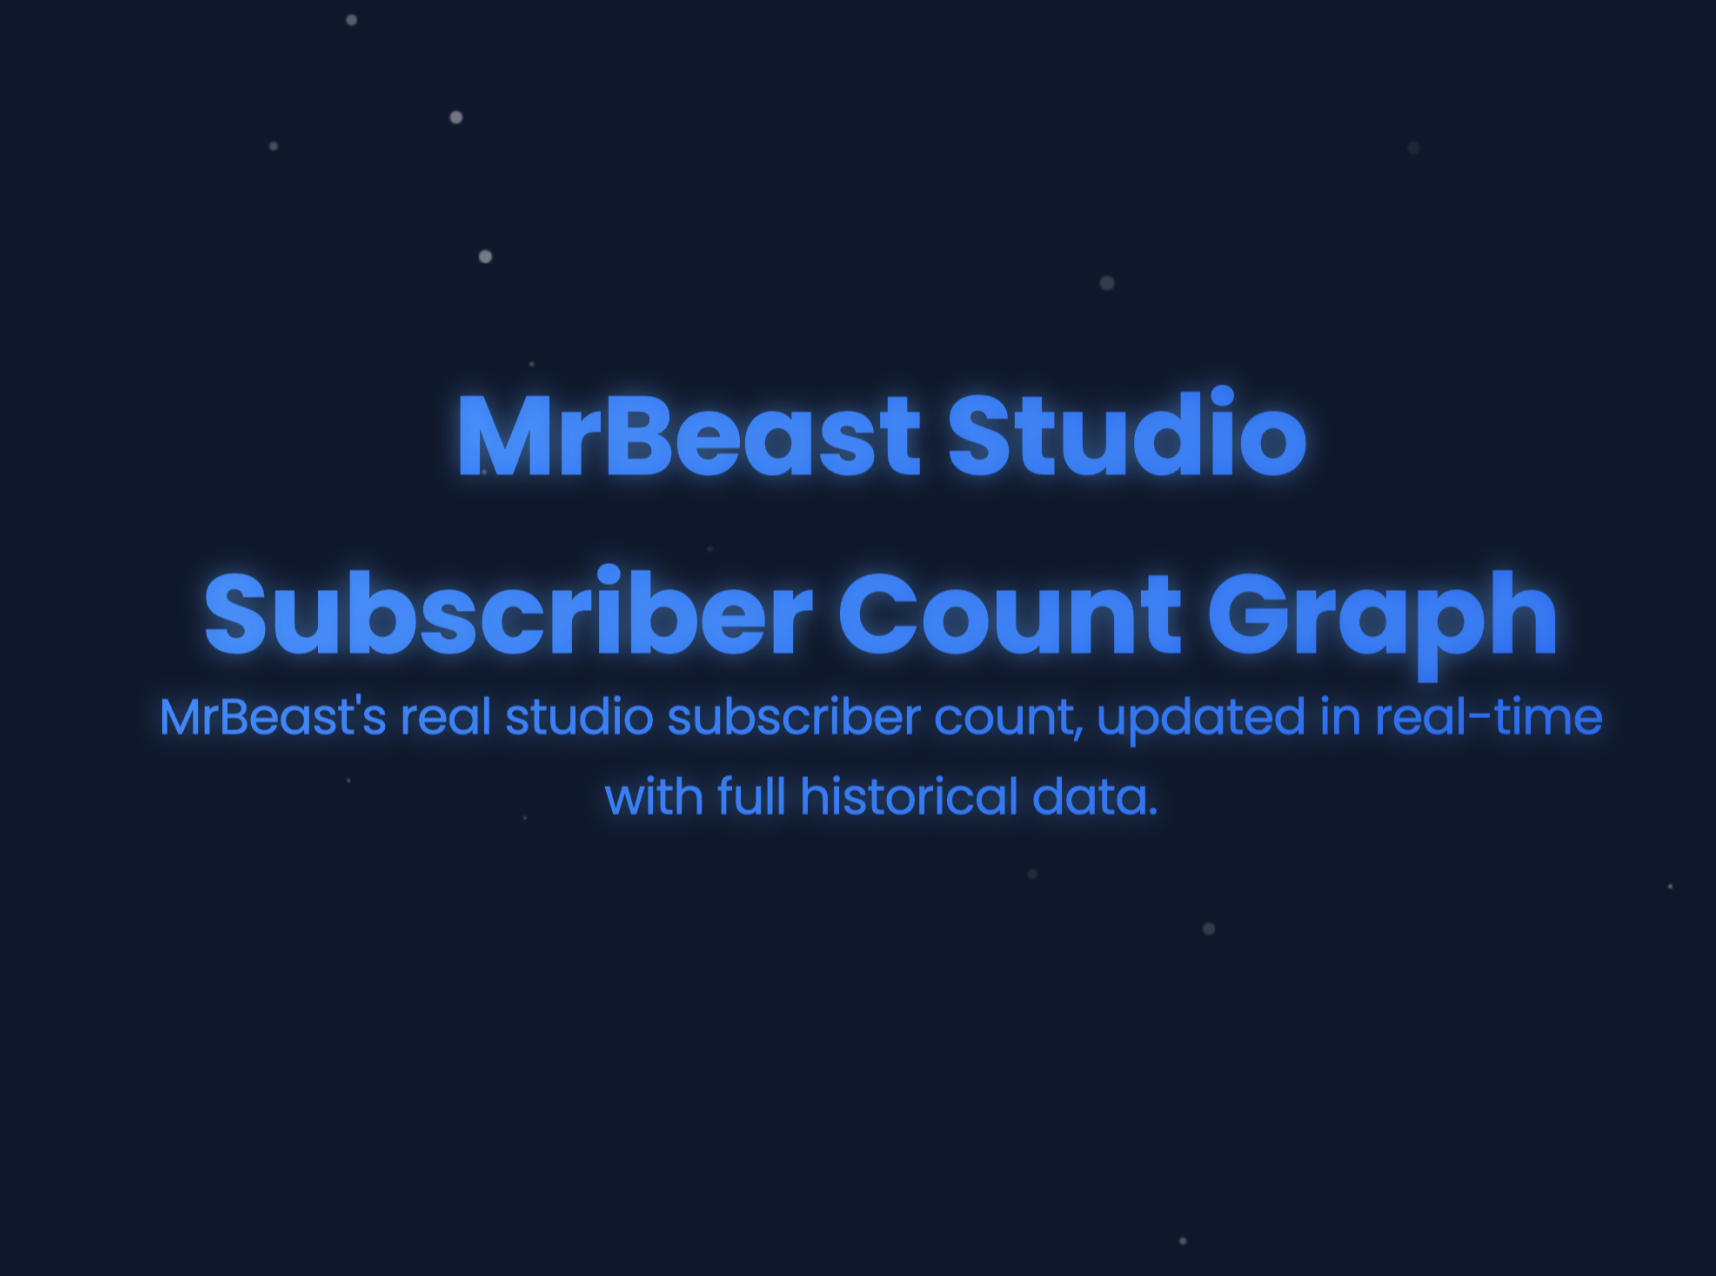 MrBeast Studio
Subscriber Count Graph
MrBeast's real studio subscriber count, updated in real-time
with full historical data.